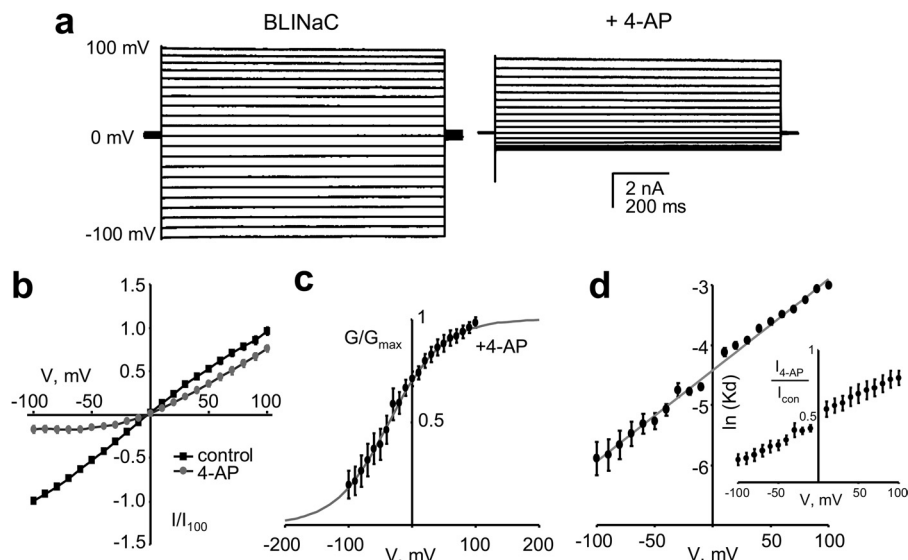 a
BLINaC
+ 4-AP
100 mV
0 mV
-100 mV
2 nA
200 ms
b
1.5
1.0
0.5
V, mV
-100
-50
50
100
-0.5
-1.0
-1.5
control
4-AP
I/I100
c
G/Gmax
1
+4-AP
0.5
-200
-100
100
200
V, mV
d
-3
-4
-5
-6
ln (Kd)
-100
-50
50
100
V, mV
1
I4-AP
Icon
0.5
-100
-50
50
100
V, mV